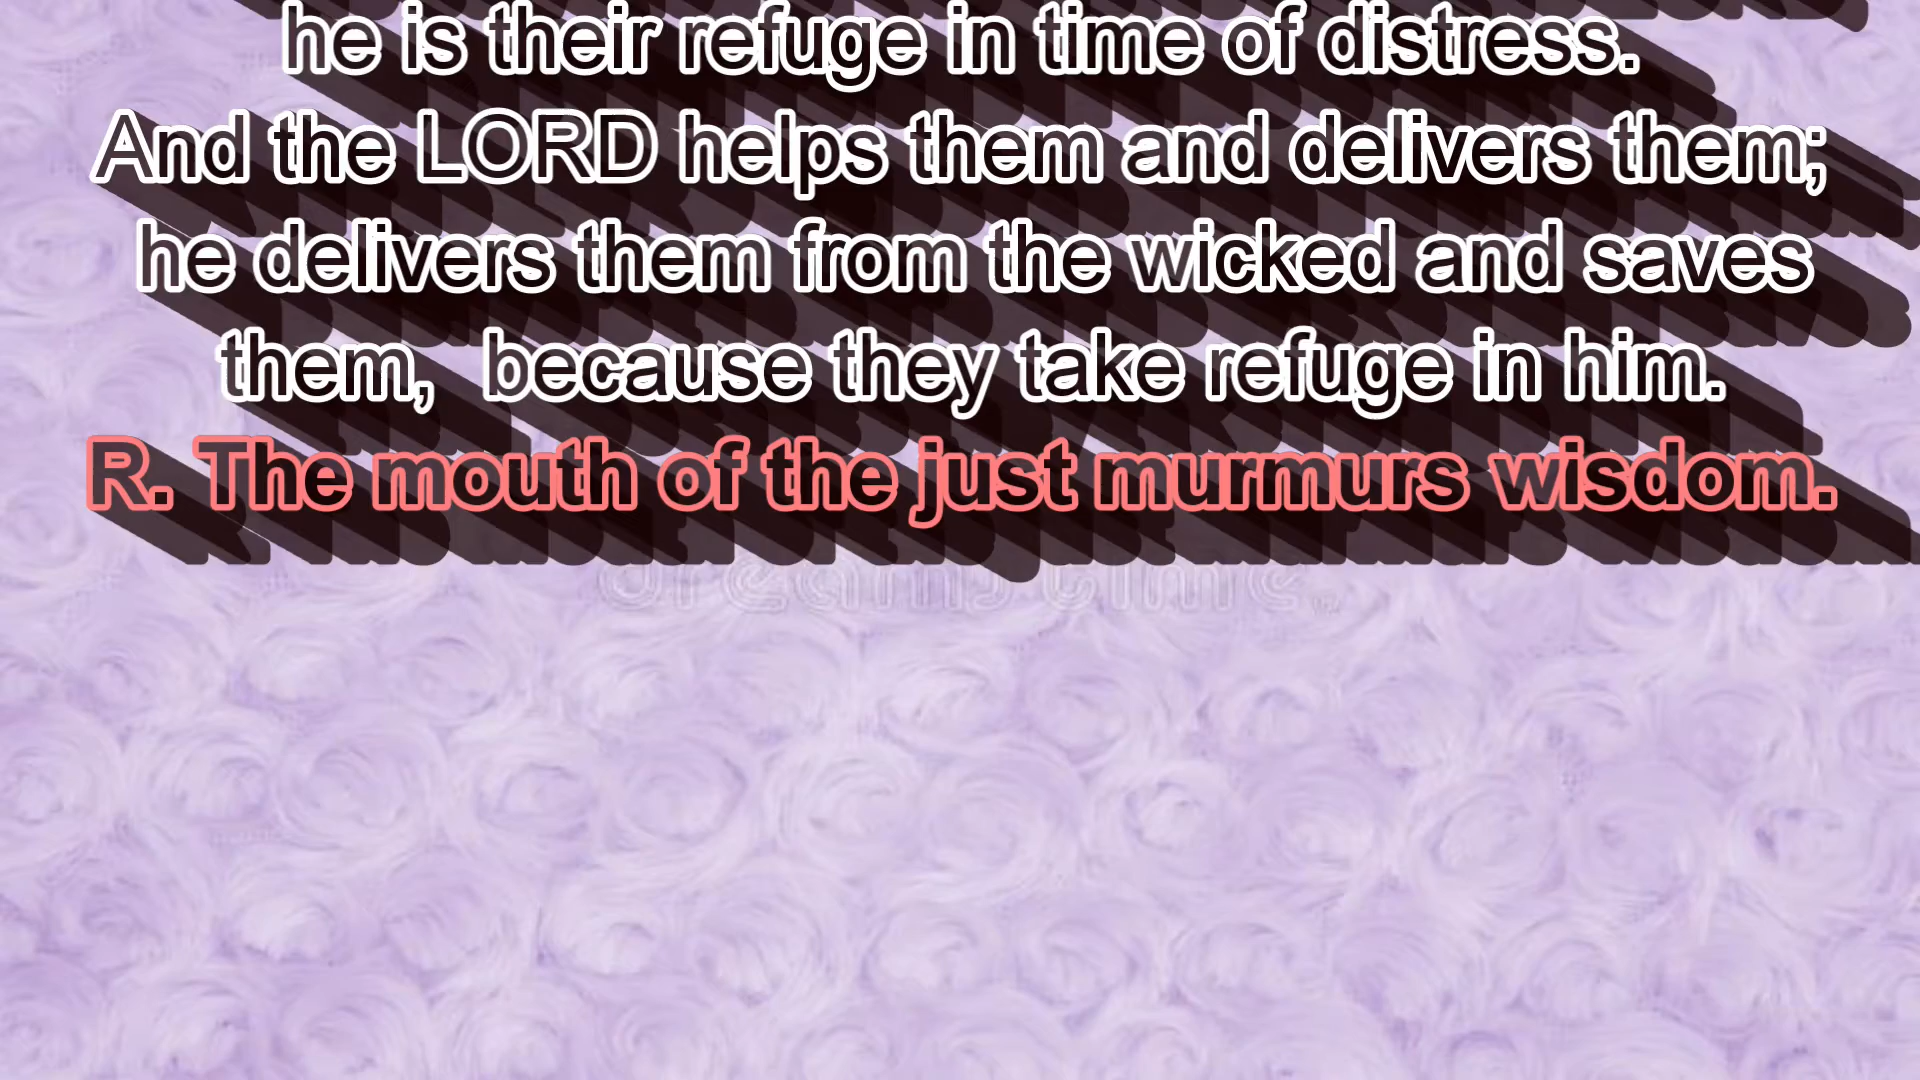 he is their refuge in time of distress.
And the LORD helps them and delivers them;
he delivers them from the wicked and saves
them,  because they take refuge in him.
R. The mouth of the just murmurs wisdom.
dreamstime